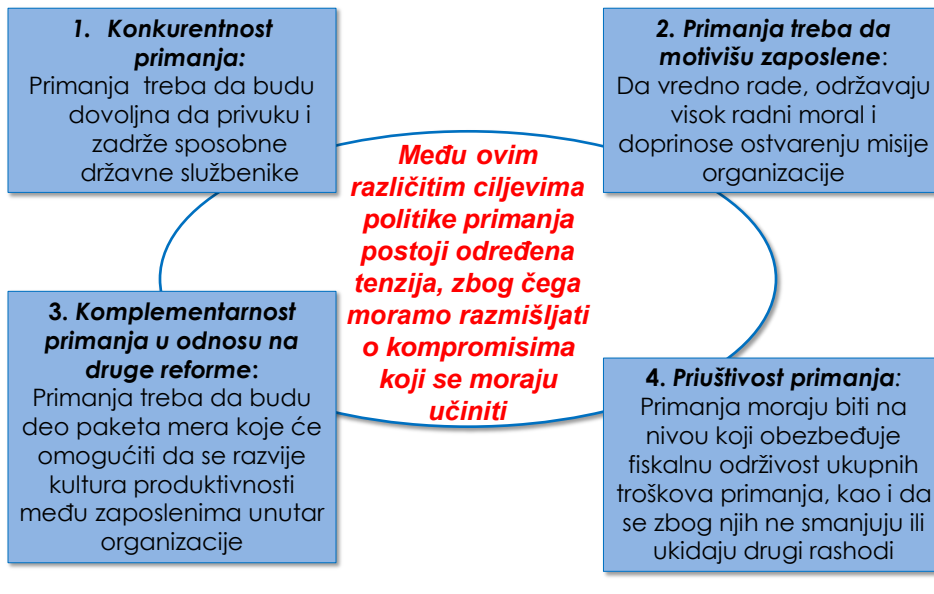 1. Konkurentnost
primanja:
Primanja treba da budu
dovoljna da privuku i
zadrže sposobne
državne službenike
2. Primanja treba da
motivišu zaposlene:
Da vredno rade, održavaju
visok radni moral i
doprinose ostvarenju misije
organizacije
Među ovim
različitim ciljevima
politike primanja
postoji određena
tenzija, zbog čega
moramo razmišljati
o kompromisima
koji se moraju
učiniti
3. Komplementarnost
primanja u odnosu na
druge reforme:
Primanja treba da budu
deo paketa mera koje će
omogućiti da se razvije
kultura produktivnosti
među zaposlenima unutar
organizacije
4. Priuštivost primanja:
Primanja moraju biti na
nivou koji obezbeđuje
fiskalnu održivost ukupnih
troškova primanja, kao i da
se zbog njih ne smanjuju ili
ukidaju drugi rashodi